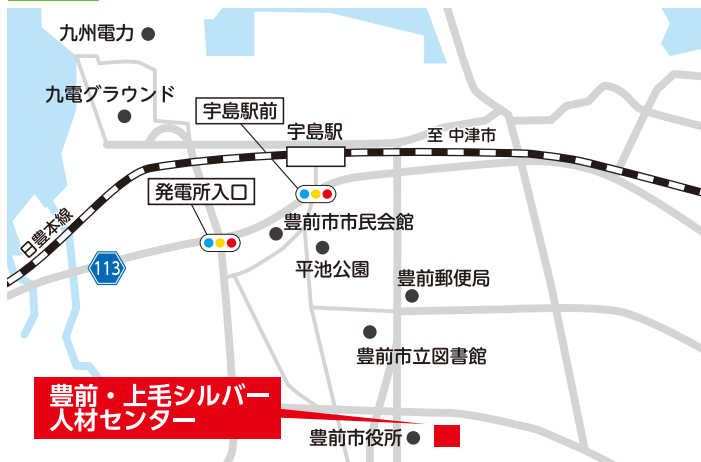 九州電力
九電グラウンド
宇島駅前
宇島駅
至 中津市
発電所入口
日豊本線
豊前市市民会館
平池公園
113
豊前郵便局
豊前市立図書館
豊前・上毛シルバー
人材センター
豊前市役所